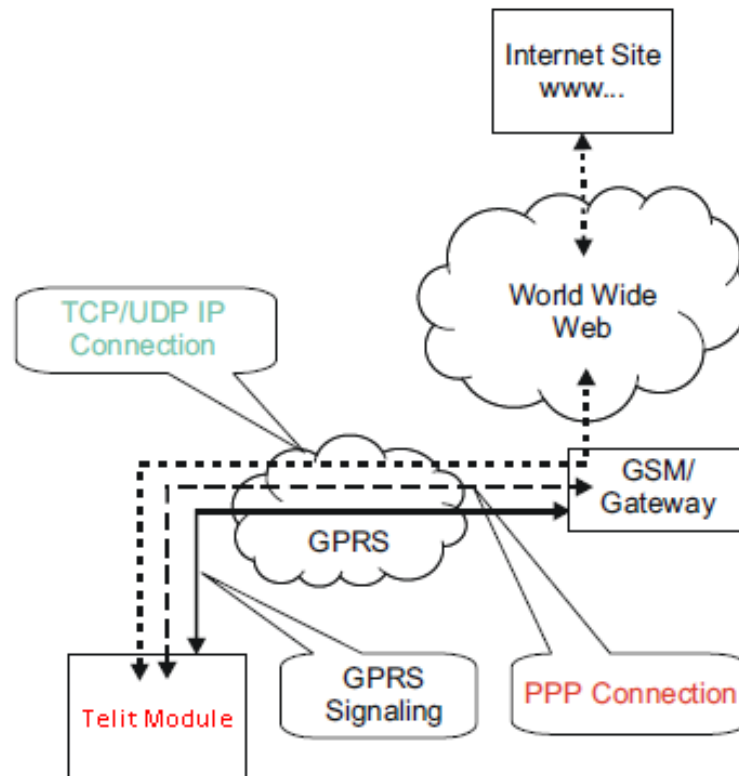 Internet Site
www...
World Wide
Web
TCP/UDP IP
Connection
GSM/
Gateway
GPRS
GPRS
Signaling
PPP Connection
Telit Module